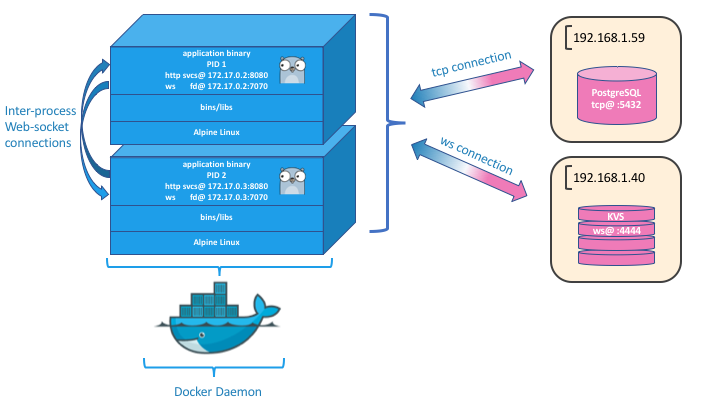 application binary
PID 1
http svcs@ 172.17.0.2:8080
ws fd@ 172.17.0.2:7070
bins/libs
Alpine Linux
application binary
PID 2
http svcs@ 172.17.0.3:8080
ws fd@ 172.17.0.3:7070
bins/libs
Alpine Linux
Inter-process
Web-socket
connections
tcp connection
ws connection
192.168.1.59
PostgreSQL
tcp@ :5432
192.168.1.40
KVS
ws@ :4444
Docker Daemon